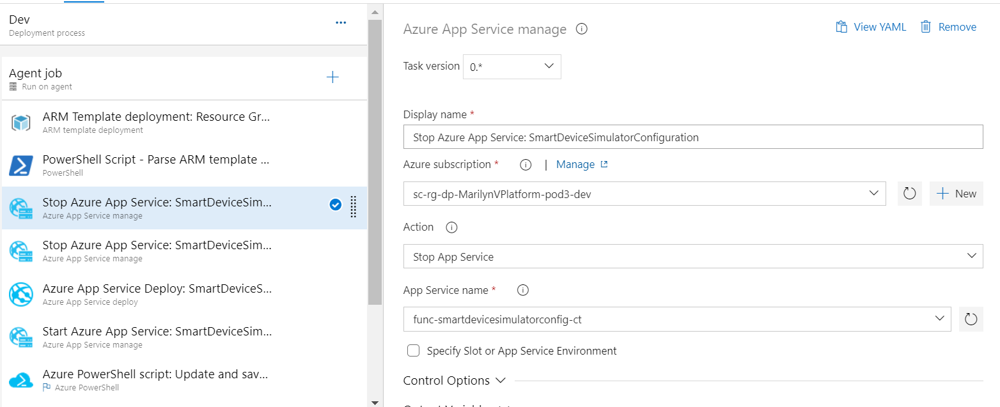 Dev
Deployment process
Agent job
Run on agent
ARM Template deployment: Resource Gr...
ARM template deployment
PowerShell Script - Parse ARM template ...
PowerShell
Stop Azure App Service: SmartDeviceSim...
Azure App Service manage
Stop Azure App Service: SmartDeviceSim...
Azure App Service manage
Azure App Service Deploy: SmartDeviceS...
Azure App Service deploy
Start Azure App Service: SmartDeviceSim...
Azure App Service manage
Azure PowerShell script: Update and sav...
Azure PowerShell
Azure App Service manage
View YAML
Remove
Task version 0.*
Display name *
Stop Azure App Service: SmartDeviceSimulatorConfiguration
Azure subscription * | Manage
sc-rg-dp-MarilynVPlatform-pod3-dev
New
Action
Stop App Service
App Service name *
func-smartdevicesimulatorconfig-ct
Specify Slot or App Service Environment
Control Options